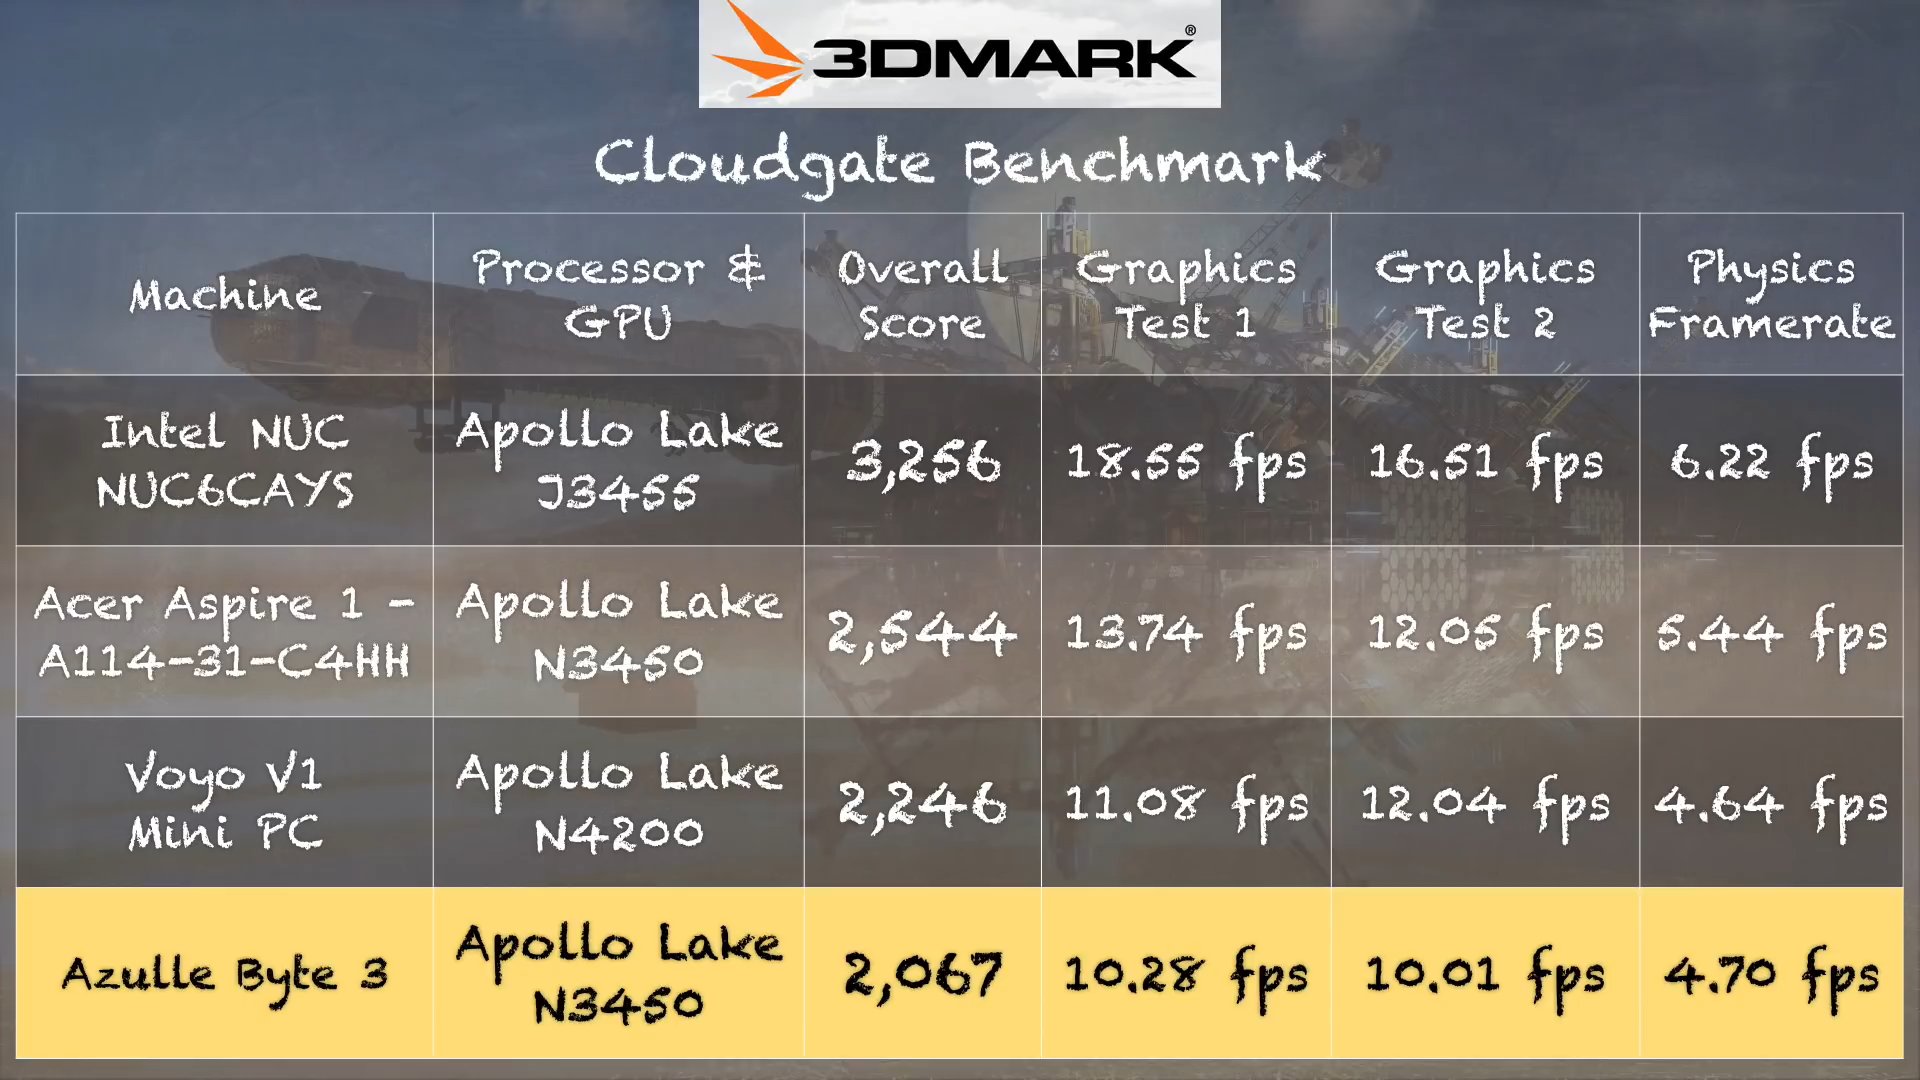 3DMARK®
Cloudgate Benchmark
Machine
Processor &
GPU
Overall
Score
Graphics
Test 1
Graphics
Test 2
Physics
Framerate
Intel NUC
NUC6CAYS
Apollo Lake
J3455
3,256
18.55 fps
16.51 fps
6.22 fps
Acer Aspire 1 -
A114-31-C4HH
Apollo Lake
N3450
2,544
13.74 fps
12.05 fps
5.44 fps
Voyo V1
Mini PC
Apollo Lake
N4200
2,246
11.08 fps
12.04 fps
4.64 fps
Azulle Byte 3
Apollo Lake
N3450
2,067
10.28 fps
10.01 fps
4.70 fps